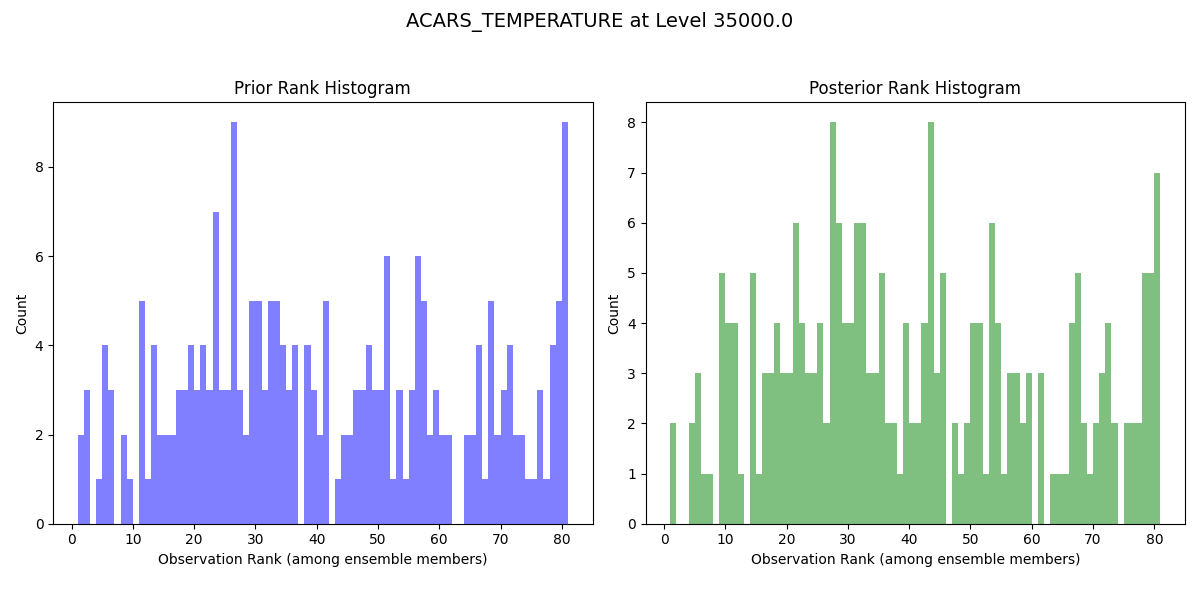 ACARS_TEMPERATURE at Level 35000.0
Prior Rank Histogram
Count
8
6
4
2
0
0 10 20 30 40 50 60 70 80
Observation Rank (among ensemble members)
Posterior Rank Histogram
Count
8
7
6
5
4
3
2
1
0
0 10 20 30 40 50 60 70 80
Observation Rank (among ensemble members)